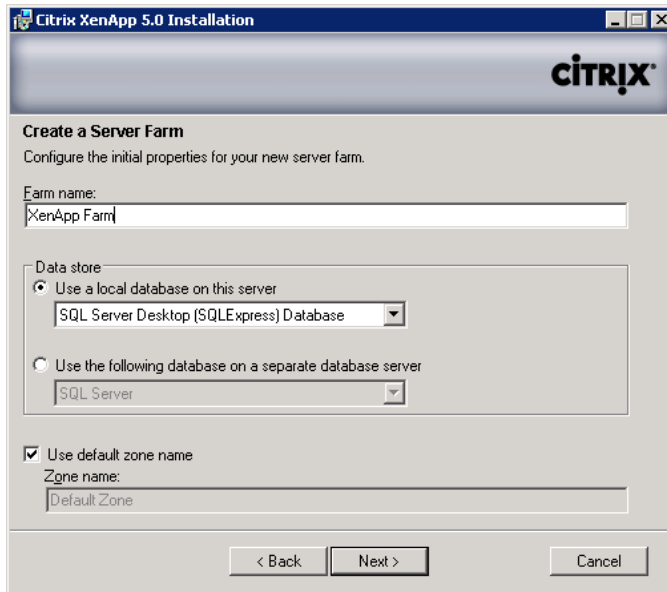 Citrix XenApp 5.0 Installation
CİTRIX
Create a Server Farm
Configure the initial properties for your new server farm.
Farm name:
XenApp Farm
Data store
Use a local database on this server
SQL Server Desktop (SQLExpress) Database
Use the following database on a separate database server
SQL Server
Use default zone name
Zone name:
Default Zone
< Back Next > Cancel